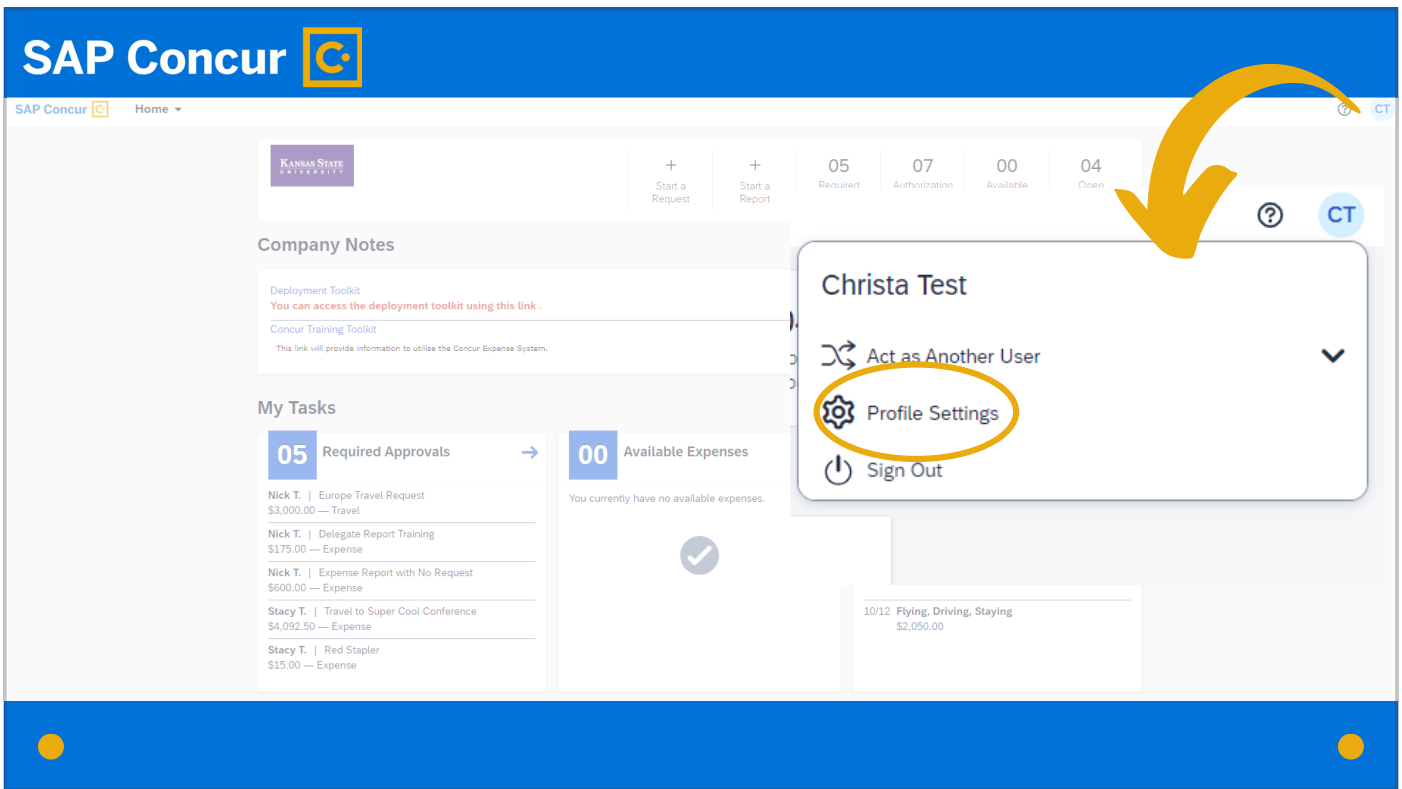 SAP Concur C
SAP Concur C Home ? CT
KANSAS STATE
UNIVERSITY
+ + 05 07 00 04
Start a Start a Required Authorization Available Open
Request Report
? CT
Company Notes
Christa Test
Deployment Toolkit
You can access the deployment toolkit using this link .
Concur Training Toolkit
This link will provide information to utilise the Concur Expense System.
Act as Another User
Profile Settings
Sign Out
My Tasks
05 Required Approvals
Nick T. | Europe Travel Request
$3,000.00 — Travel
Nick T. | Delegate Report Training
$175.00 — Expense
Nick T. | Expense Report with No Request
$600.00 — Expense
Stacy T. | Travel to Super Cool Conference
$4,092.50 — Expense
Stacy T. | Red Stapler
$15.00 — Expense
00 Available Expenses
You currently have no available expenses.
10/12 Flying, Driving, Staying
$2,050.00